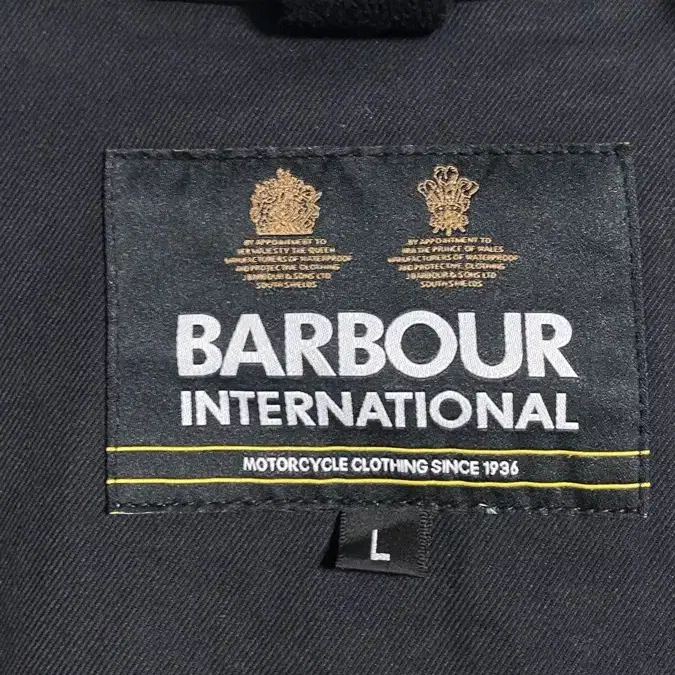 BY APPOINTMENT TO
HER MAJESTY THE QUEEN
MANUFACTURERS OF WATERPROOF
AND PROTECTIVE CLOTHING
J BARBOUR & SONS LTD
SOUTH SHIELDS
BY APPOINTMENT TO
HRH THE PRINCE OF WALES
MANUFACTURERS OF WATERPROOF
AND PROTECTIVE CLOTHING
J BARBOUR & SONS LTD
SOUTH SHIELDS
BARBOUR
INTERNATIONAL
MOTORCYCLE CLOTHING SINCE 1936
L